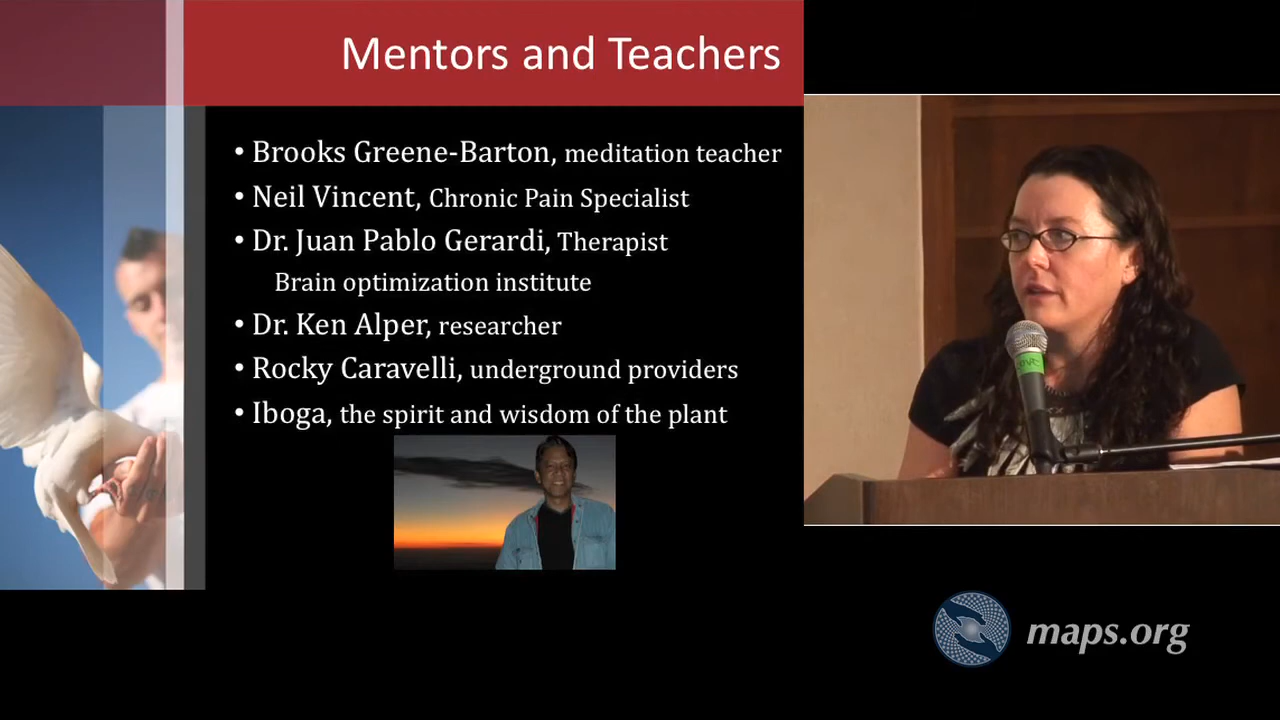 Mentors and Teachers
• Brooks Greene-Barton, meditation teacher
• Neil Vincent, Chronic Pain Specialist
• Dr. Juan Pablo Gerardi, Therapist
Brain optimization institute
• Dr. Ken Alper, researcher
• Rocky Caravelli, underground providers
• Iboga, the spirit and wisdom of the plant
maps.org